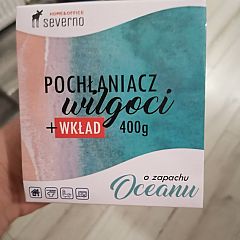 HOME&OFFICE
severno
POCHŁANIACZ
wilgoci
+ WKŁAD 400g
o zapachu
Oceanu